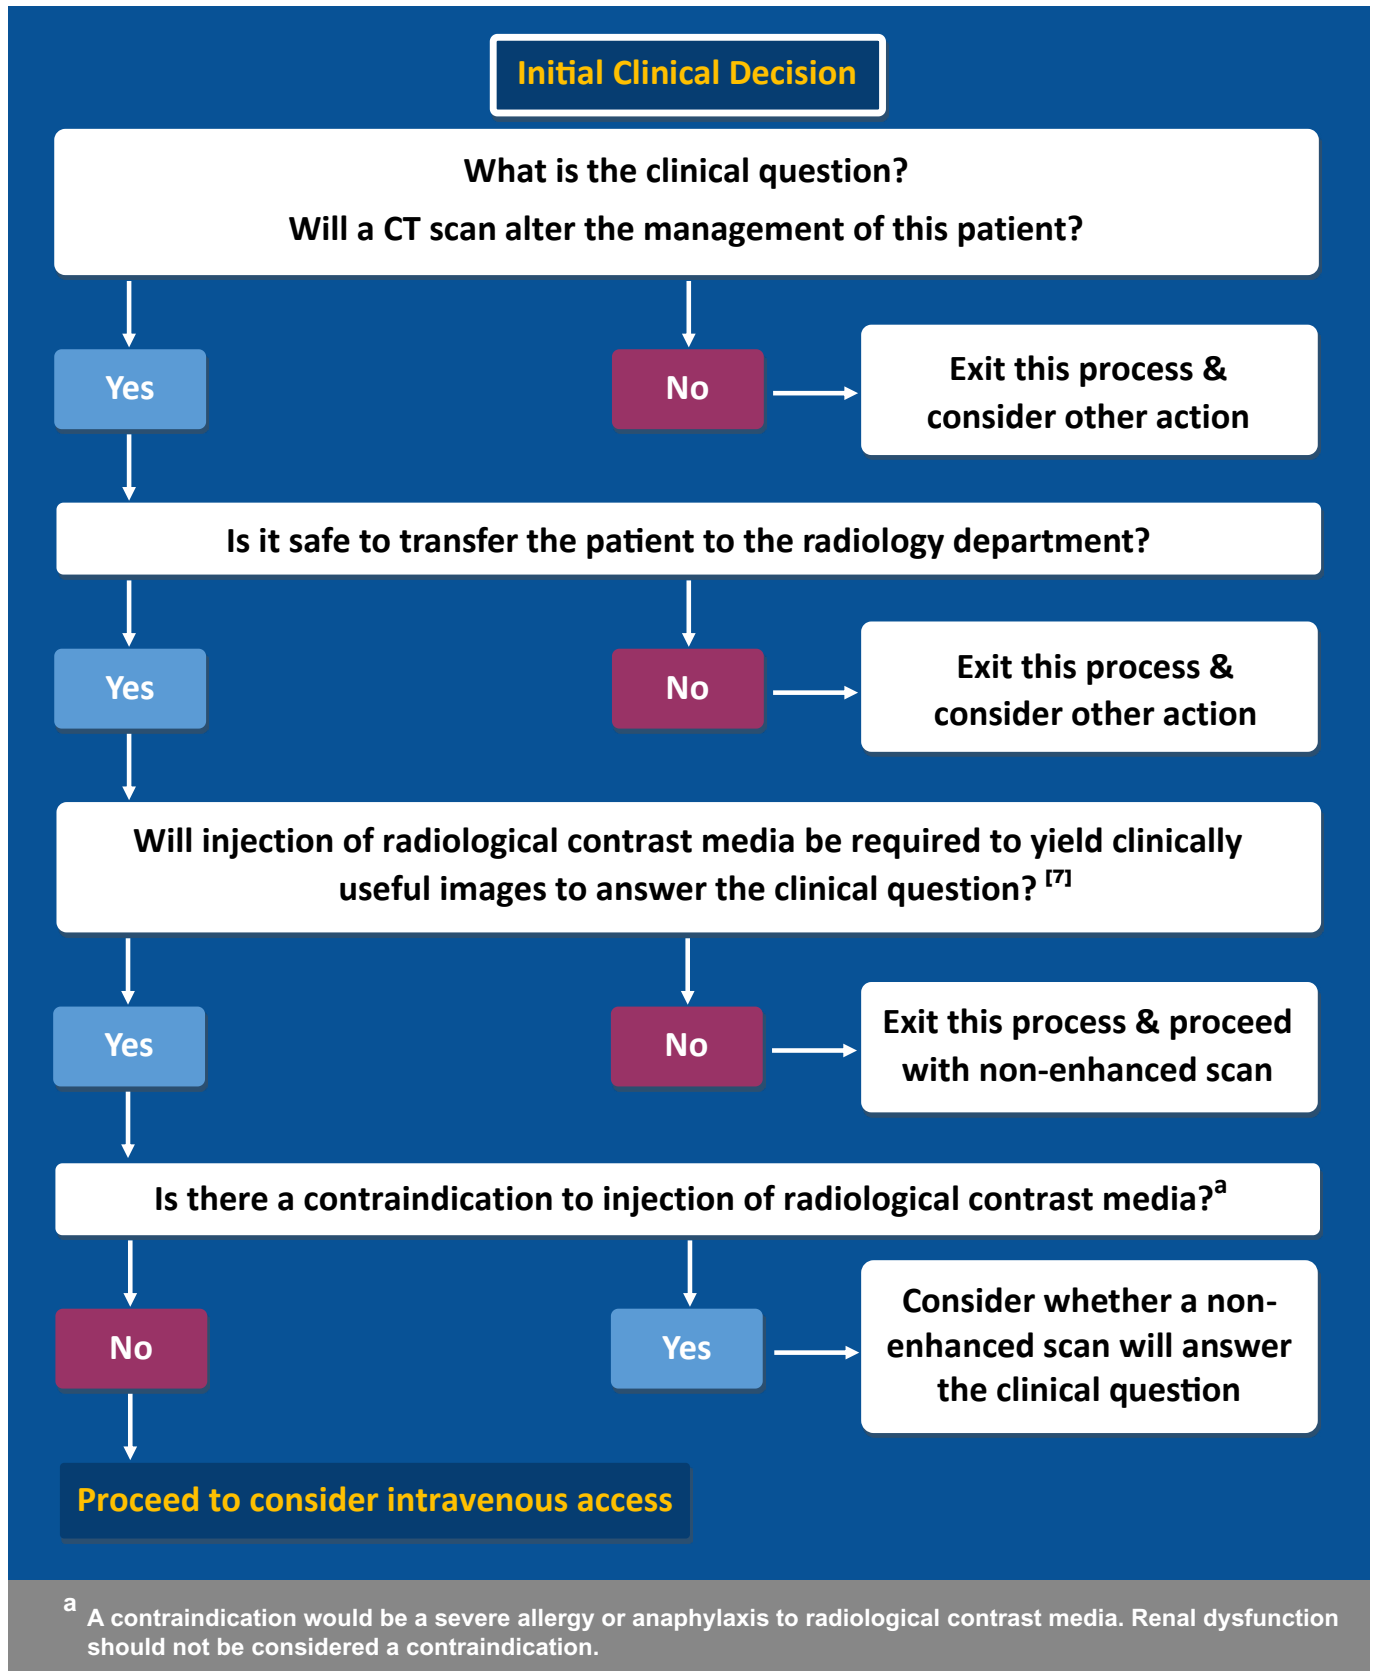 Initial Clinical Decision
What is the clinical question?
Will a CT scan alter the management of this patient?
Yes
No
Exit this process &
consider other action
Is it safe to transfer the patient to the radiology department?
Yes
No
Exit this process &
consider other action
Will injection of radiological contrast media be required to yield clinically
useful images to answer the clinical question? [7]
Yes
No
Exit this process & proceed
with non-enhanced scan
Is there a contraindication to injection of radiological contrast media?a
No
Yes
Consider whether a non-
enhanced scan will answer
the clinical question
Proceed to consider intravenous access
a A contraindication would be a severe allergy or anaphylaxis to radiological contrast media. Renal dysfunction
should not be considered a contraindication.